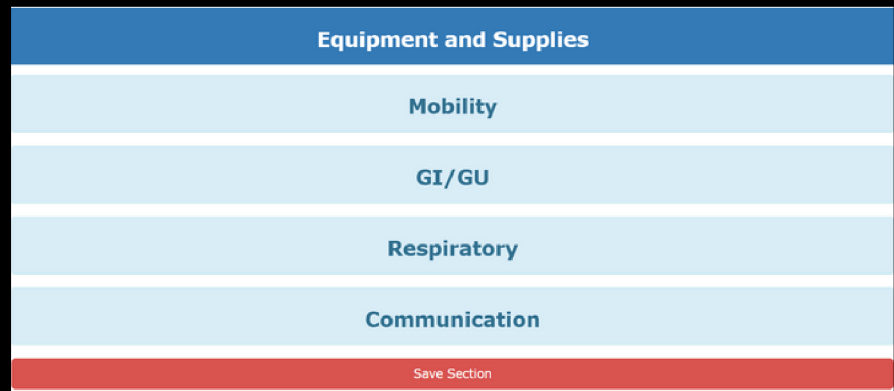 Equipment and Supplies
Mobility
GI/GU
Respiratory
Communication
Save Section